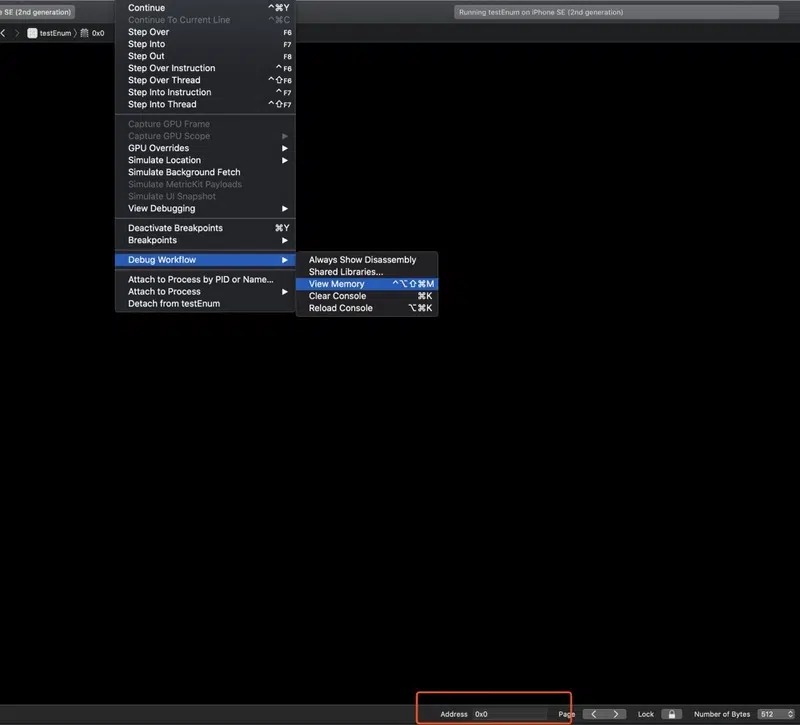 SE (2nd generation)
Running testEnum on iPhone SE (2nd generation)
testEnum 0x0
Continue ⌃⌘Y
Continue To Current Line ⌃⌘C
Step Over F6
Step Into F7
Step Out F8
Step Over Instruction ⌃F6
Step Over Thread ⌃⇧F6
Step Into Instruction ⌃F7
Step Into Thread ⌃⇧F7
Capture GPU Frame
Capture GPU Scope
GPU Overrides
Simulate Location
Simulate Background Fetch
Simulate MetricKit Payloads
Simulate UI Snapshot
View Debugging
Deactivate Breakpoints ⌘Y
Breakpoints
Debug Workflow
Always Show Disassembly
Shared Libraries...
View Memory ⌃⌥⇧⌘M
Clear Console ⌘K
Reload Console ⌥⌘K
Attach to Process by PID or Name...
Attach to Process
Detach from testEnum
Address 0x0 Page Lock Number of Bytes 512